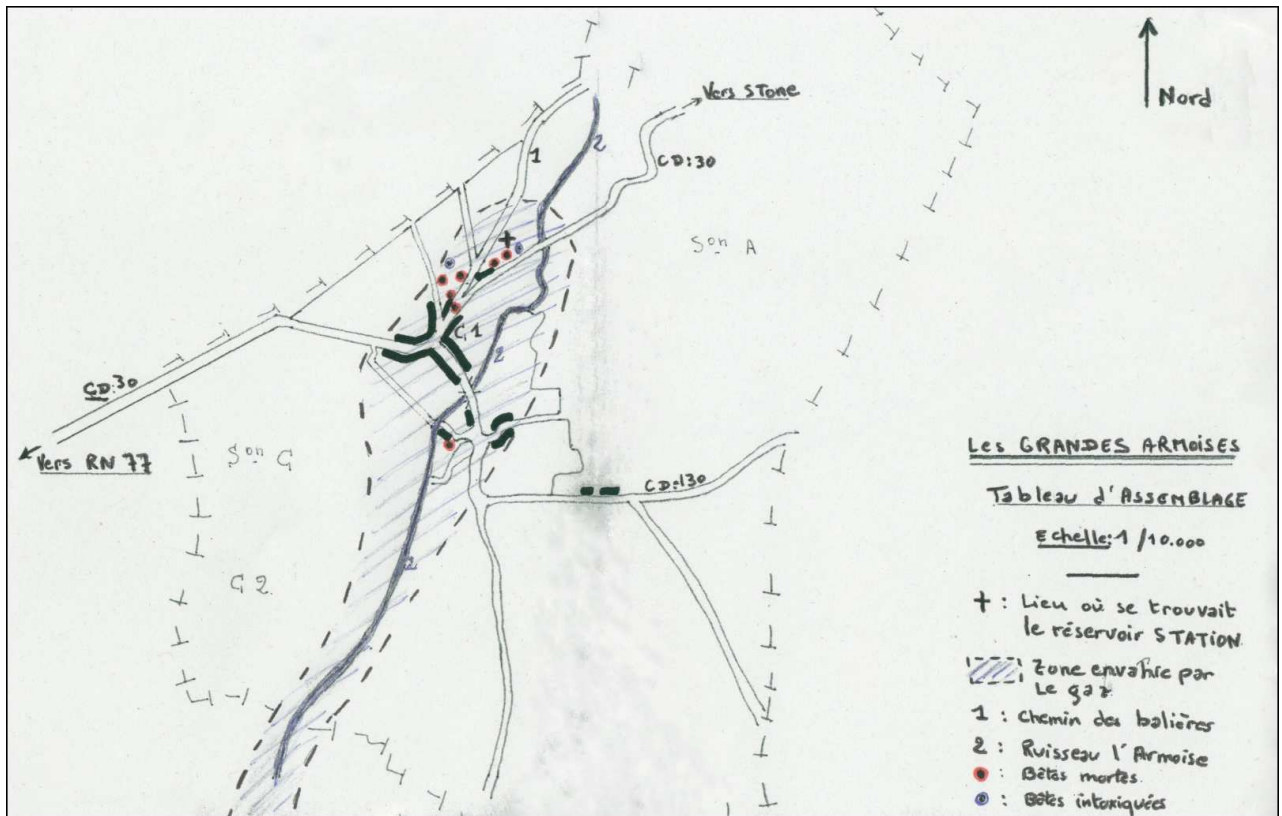 Nord
Vers STONE
2
1
CD:30
Son A
G1
2
CD:30
Vers RN 77
Son G
CD:130
2
G2
Les GRANDES ARMOISES
Tableau d'ASSEMBLAGE
Echelle:1/10.000
+ : Lieu où se trouvait
le réservoir STATION.
Zone envahie par
Le gaz
1 : Chemin des balières
2 : Ruisseau l'Armoise
: Bêtes mortes.
: Bêtes intoxiquées